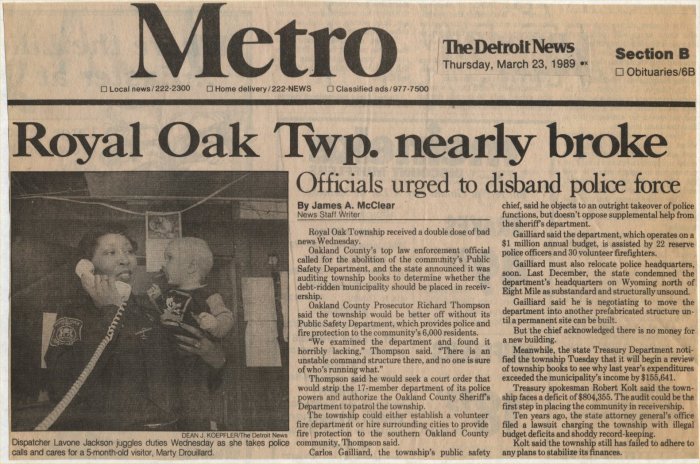 Metro
The Detroit News
Thursday, March 23, 1989
Section B
□ Obituaries/6B
□ Local news/222-2300 □ Home delivery/222-NEWS □ Classified ads/977-7500
Royal Oak Twp. nearly broke
Officials urged to disband police force
DEAN J. KOEPFLER/The Detroit News
Dispatcher Lavone Jackson juggles duties Wednesday as she takes police
calls and cares for a 5-month-old visitor, Marty Drouillard.
By James A. McClear
News Staff Writer
Royal Oak Township received a double dose of bad
news Wednesday.
Oakland County's top law enforcement official
called for the abolition of the community's Public
Safety Department, and the state announced it was
auditing township books to determine whether the
debt-ridden municipality should be placed in receiv-
ership.
Oakland County Prosecutor Richard Thompson
said the township would be better off without its
Public Safety Department, which provides police and
fire protection to the community's 6,000 residents.
"We examined the department and found it
horribly lacking," Thompson said. "There is an
unstable command structure there, and no one is sure
of who's running what."
Thompson said he would seek a court order that
would strip the 17-member department of its police
powers and authorize the Oakland County Sheriff's
Department to patrol the township.
The township could either establish a volunteer
fire department or hire surrounding cities to provide
fire protection to the southern Oakland County
community, Thompson said.
Carlos Gailliard, the township's public safety
chief, said he objects to an outright takeover of police
functions, but doesn't oppose supplemental help from
the sheriff's department.
Gailliard said the department, which operates on a
$1 million annual budget, is assisted by 22 reserve
police officers and 30 volunteer firefighters.
Gailliard must also relocate police headquarters,
soon. Last December, the state condemned the
department's headquarters on Wyoming north of
Eight Mile as substandard and structurally unsound.
Gailliard said he is negotiating to move the
department into another prefabricated structure un-
til a permanent site can be built.
But the chief acknowledged there is no money for
a new building.
Meanwhile, the state Treasury Department noti-
fied the township Tuesday that it will begin a review
of township books to see why last year's expenditures
exceeded the municipality's income by $155,641.
Treasury spokesman Robert Kolt said the town-
ship faces a deficit of $804,355. The audit could be the
first step in placing the community in receivership.
Ten years ago, the state attorney general's office
filed a lawsuit charging the township with illegal
budget deficits and shoddy record-keeping.
Kolt said the township still has failed to adhere to
any plans to stabilize its finances.